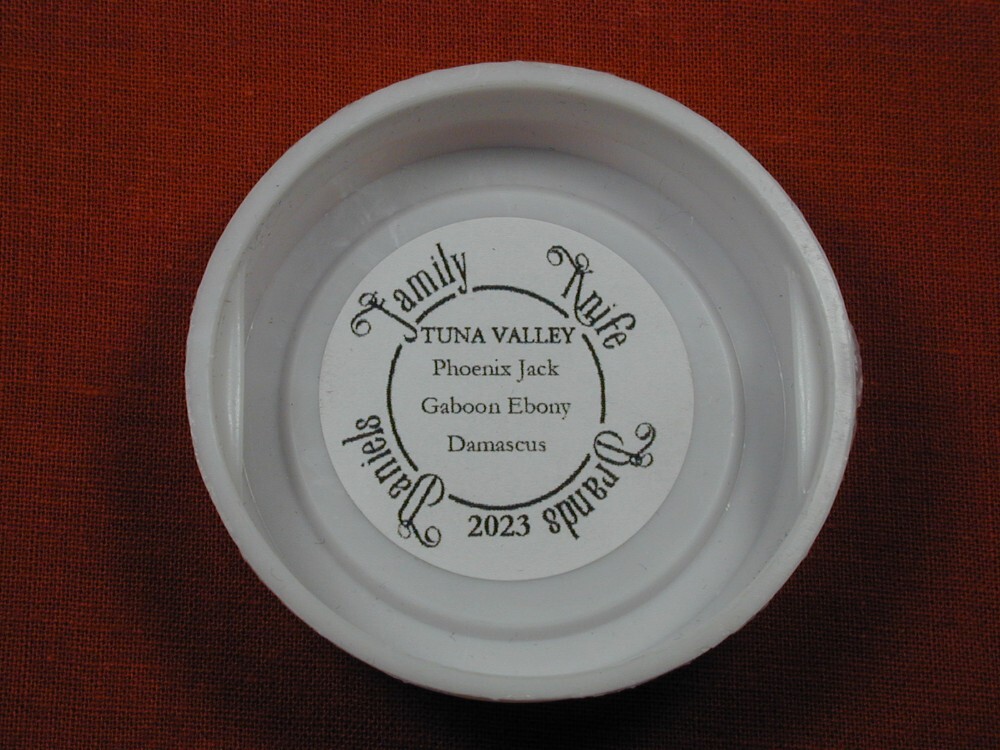 Daniels Family Knife Brands
TUNA VALLEY
Phoenix Jack
Gaboon Ebony
Damascus
2023